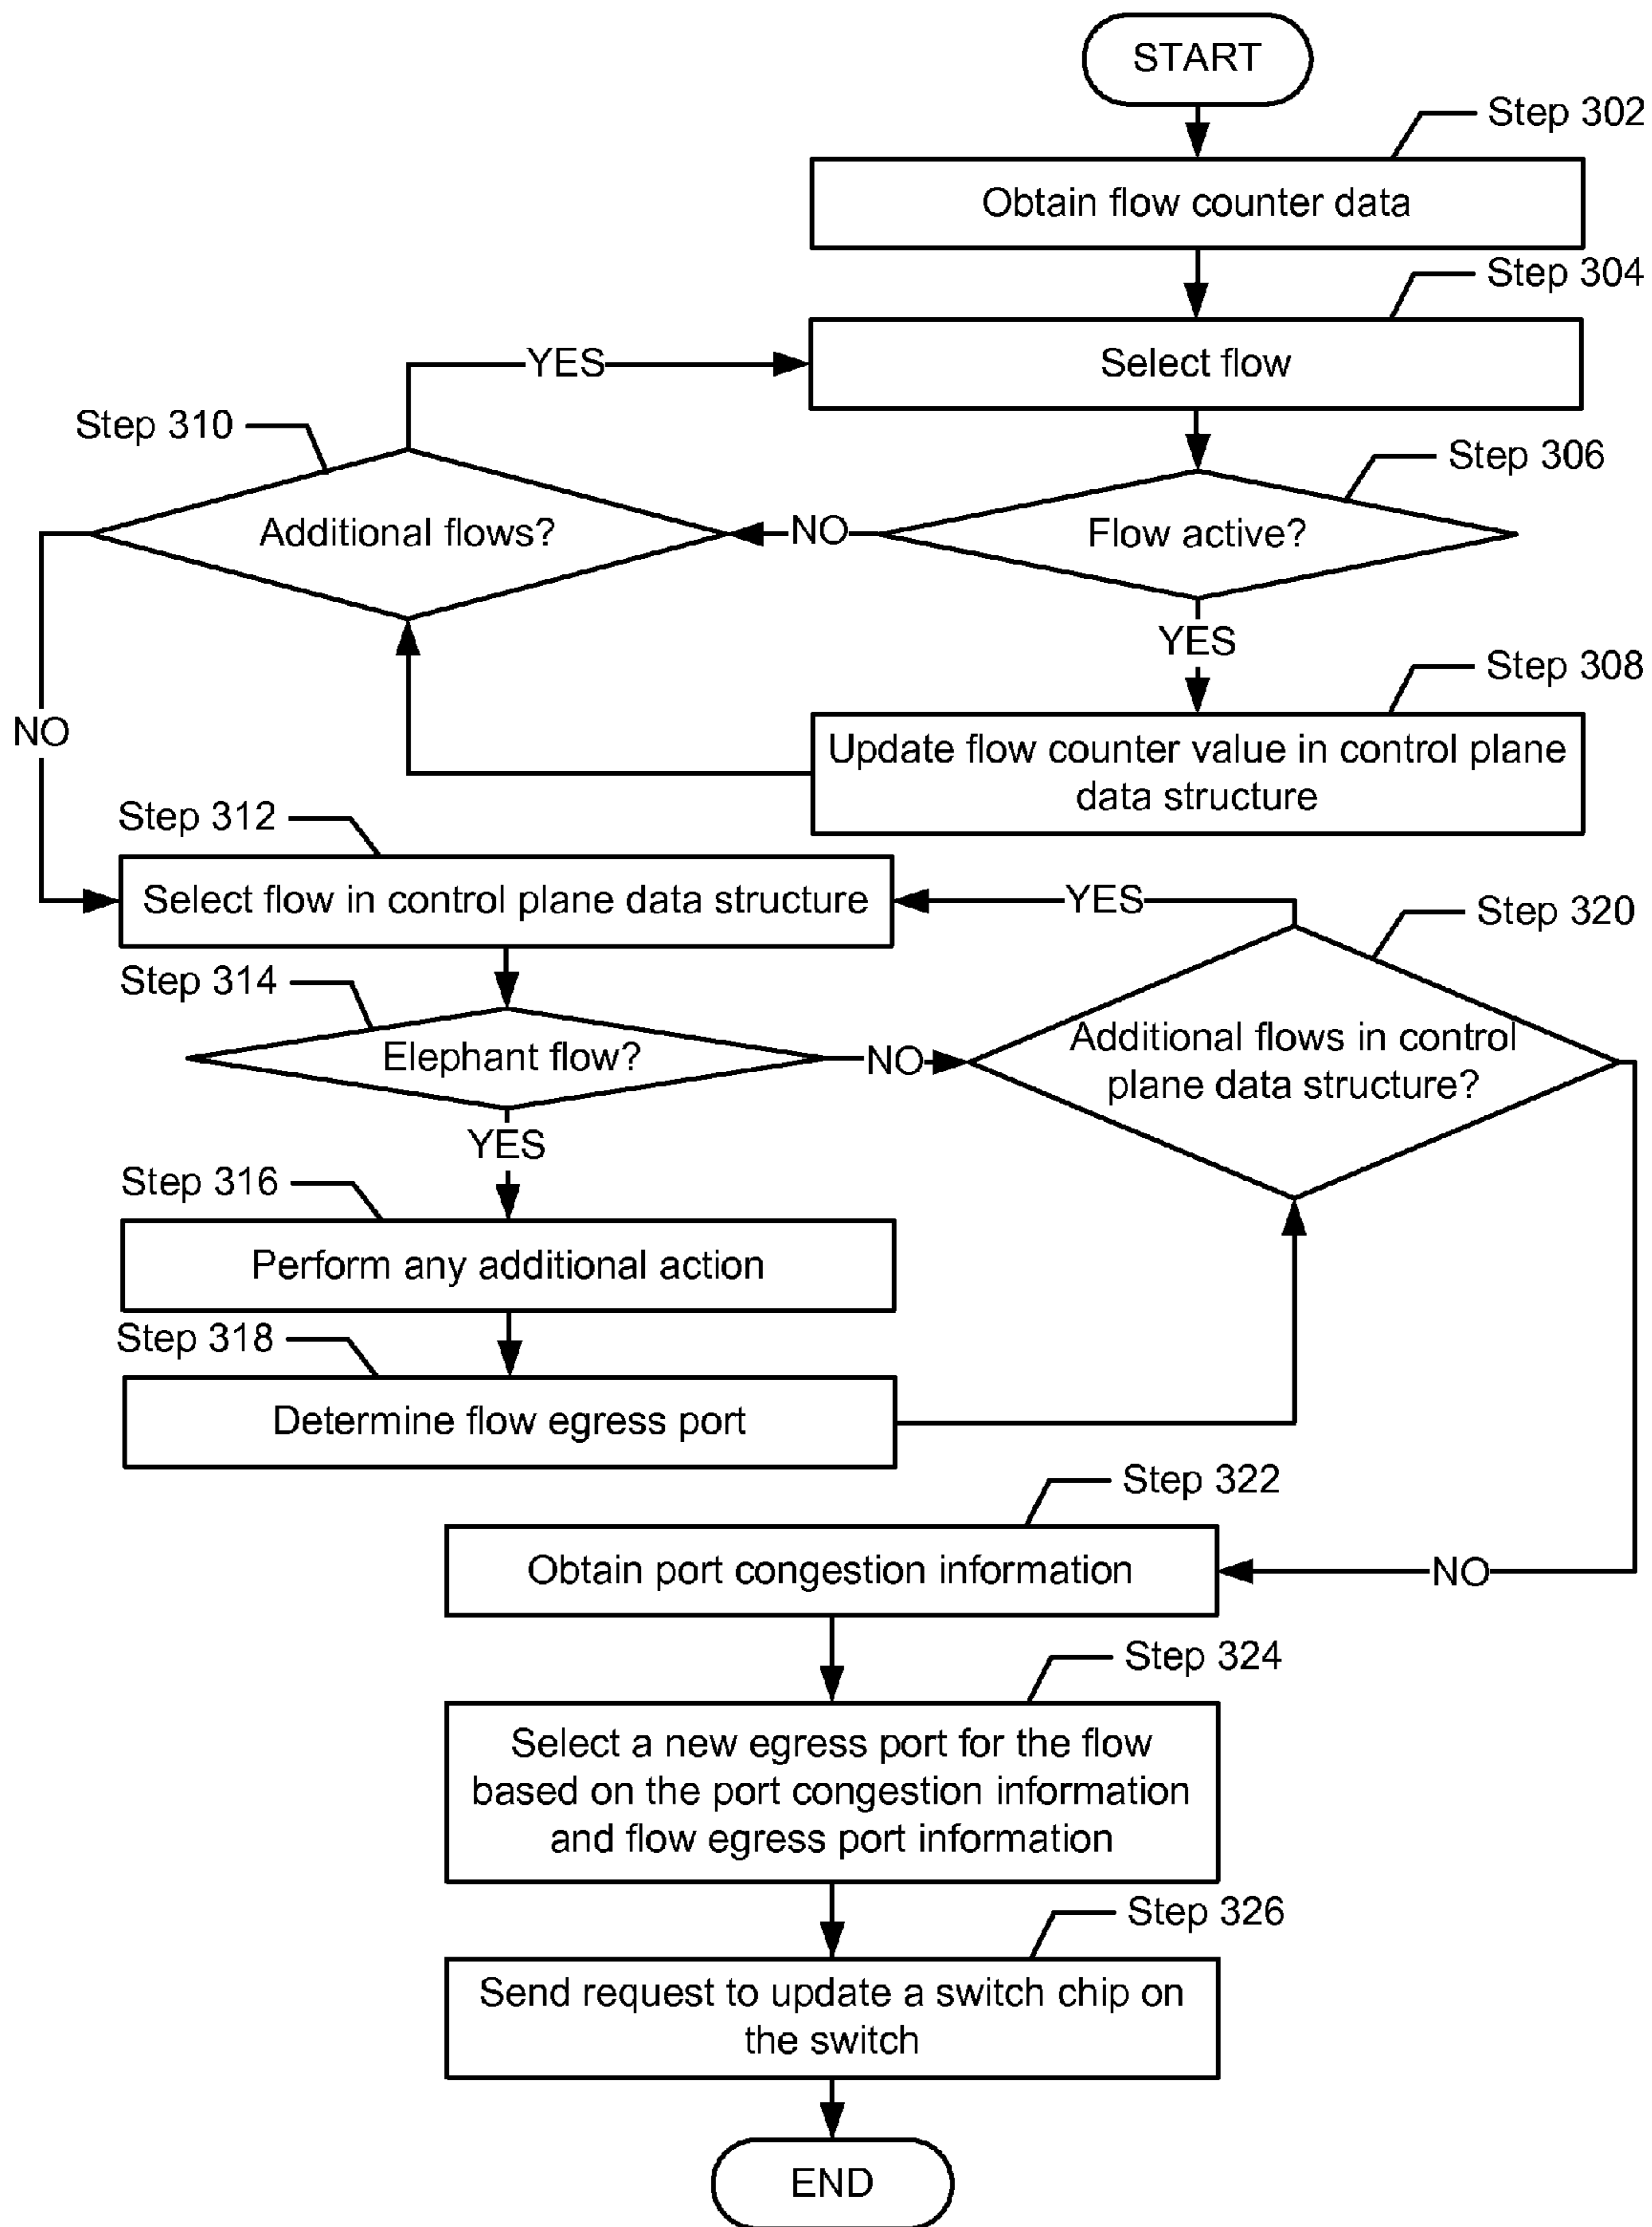 START
Step 302
Obtain flow counter data
Step 304
YES
Select flow
Step 310
Step 306
Additional flows?
NO
Flow active?
YES
Step 308
NO
Update flow counter value in control plane
data structure
Step 312
Select flow in control plane data structure
YES
Step 320
Step 314
Elephant flow?
NO
Additional flows in control
plane data structure?
YES
Step 316
Perform any additional action
Step 318
Determine flow egress port
Step 322
Obtain port congestion information
NO
Step 324
Select a new egress port for the flow
based on the port congestion information
and flow egress port information
Step 326
Send request to update a switch chip on
the switch
END